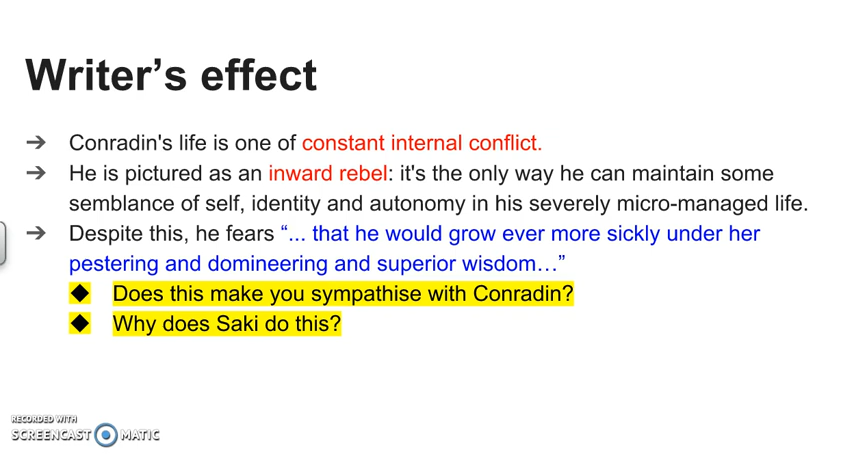 Writer’s effect
➔ Conradin's life is one of constant internal conflict.
➔ He is pictured as an inward rebel: it's the only way he can maintain some
semblance of self, identity and autonomy in his severely micro-managed life.
➔ Despite this, he fears “... that he would grow ever more sickly under her
pestering and domineering and superior wisdom…”
◆ Does this make you sympathise with Conradin?
◆ Why does Saki do this?
RECORDED WITH
SCREENCAST MATIC